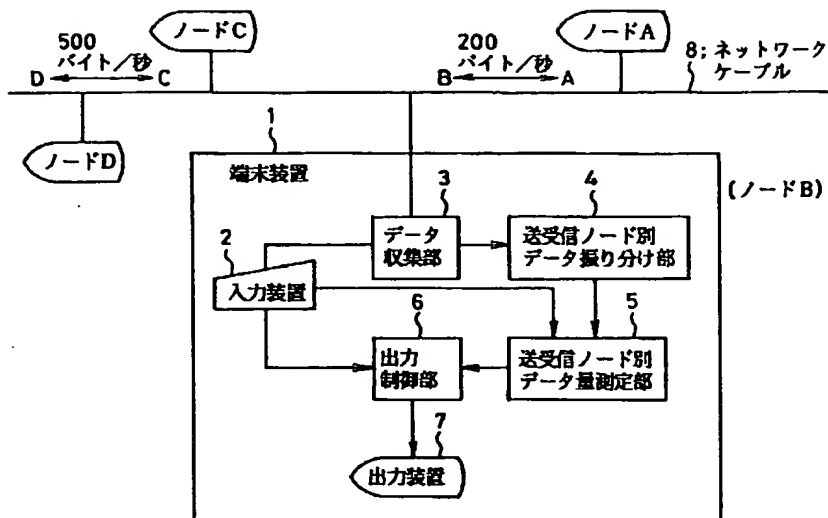 ノードC
ノードA
500
バイト/秒
D C
200
バイト/秒
B A
8;ネットワーク
ケーブル
ノードD
1
端末装置
(ノードB)
3
データ
収集部
4
送受信ノード別
データ振り分け部
2
入力装置
6
出力
制御部
5
送受信ノード別
データ量測定部
7
出力装置